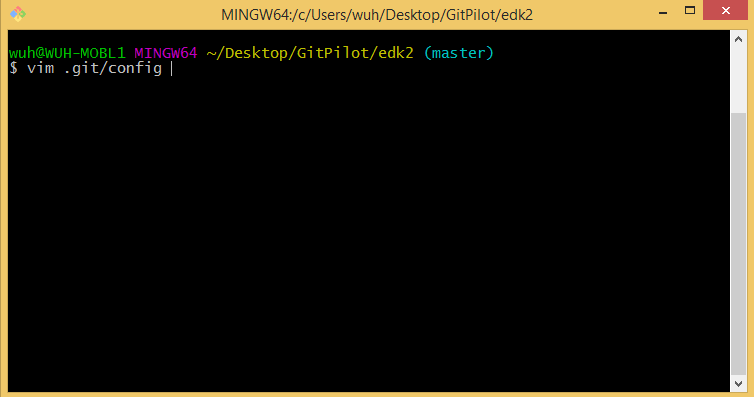 MINGW64:/c/Users/wuh/Desktop/GitPilot/edk2
wuh@WUH-MOBL1 MINGW64 ~/Desktop/GitPilot/edk2 (master)
$ vim .git/config